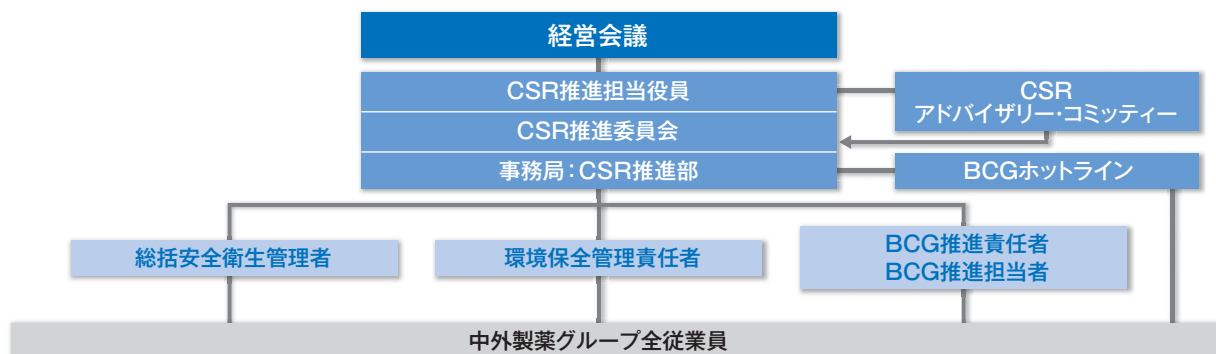 経営会議
CSR推進担当役員
CSR
アドバイザリー・コミッティー
CSR推進委員会
事務局：CSR推進部
BCGホットライン
総括安全衛生管理者
環境保全管理責任者
BCG推進責任者
BCG推進担当者
中外製薬グループ全従業員